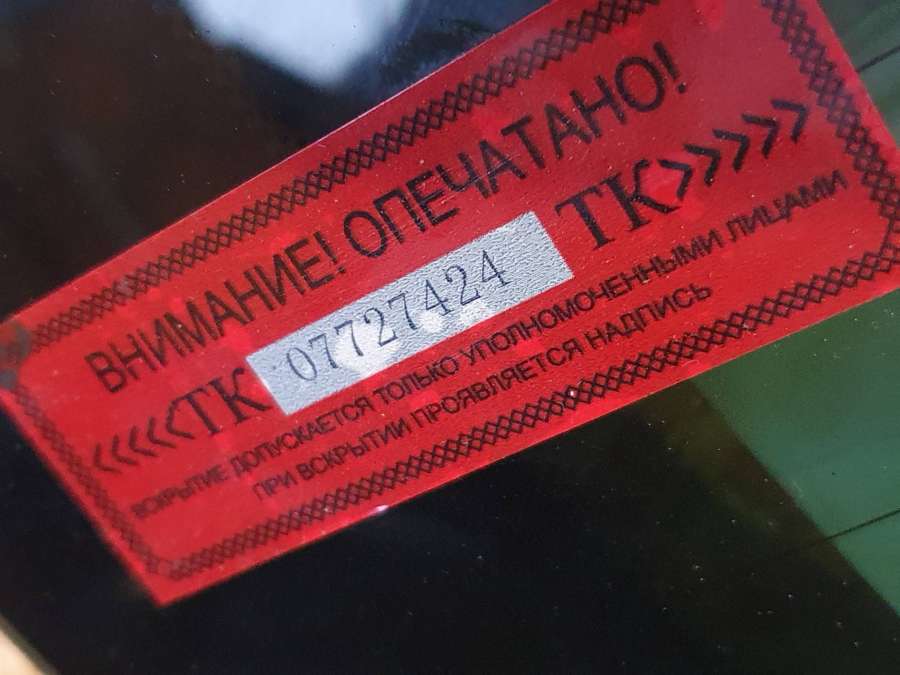 ВНИМАНИЕ! ОПЕЧАТАНО!
<<<<<ТК 07727424 ТК>>>>>
ВСКРЫТИЕ ДОПУСКАЕТСЯ ТОЛЬКО УПОЛНОМОЧЕННЫМИ ЛИЦАМИ
ПРИ ВСКРЫТИИ ПРОЯВЛЯЕТСЯ НАДПИСЬ